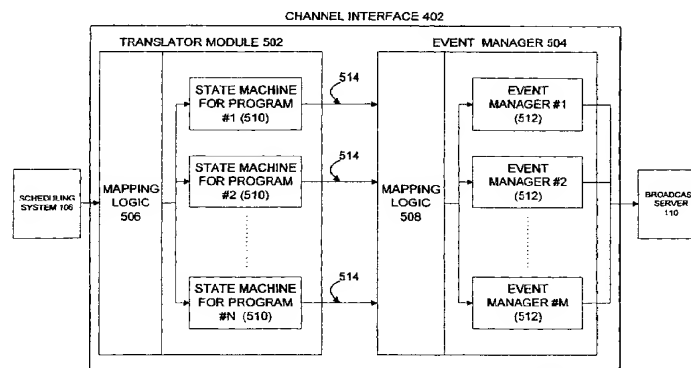 CHANNEL INTERFACE 402
TRANSLATOR MODULE 502
EVENT MANAGER 504
514
STATE MACHINE
FOR PROGRAM
#1 (510)
EVENT
MANAGER #1
(512)
514
STATE MACHINE
FOR PROGRAM
#2 (510)
EVENT
MANAGER #2
(512)
SCHEDULING
SYSTEM 106
MAPPING
LOGIC
506
MAPPING
LOGIC
508
BROADCAST
SERVER
110
514
STATE MACHINE
FOR PROGRAM
#N (510)
EVENT
MANAGER #M
(512)